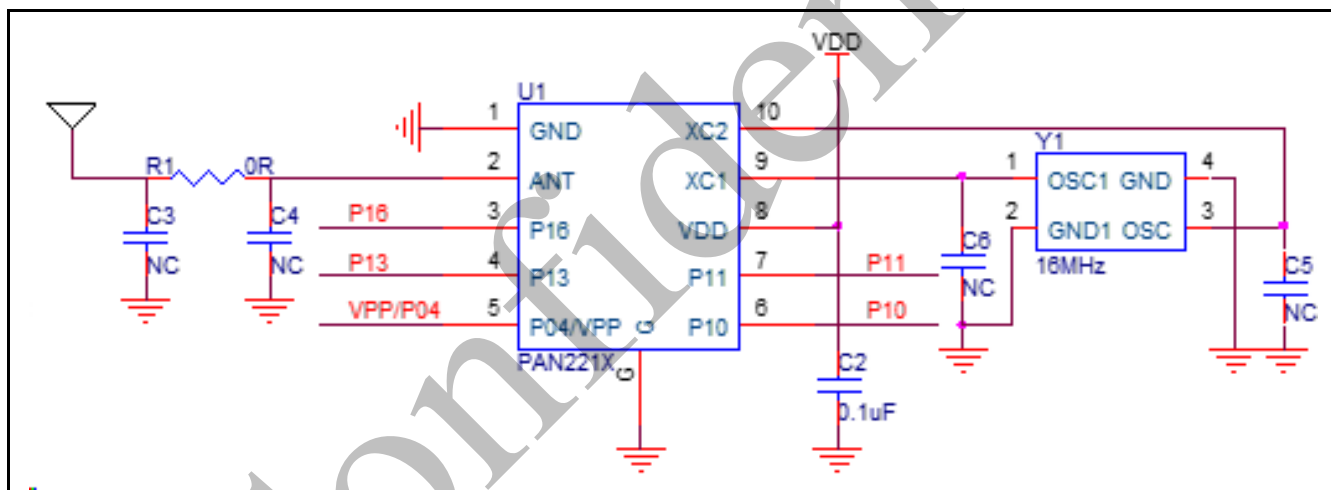 VDD
U1
1
GND
XC2
10
Y1
R1
0R
2
ANT
XC1
9
1
OSC1
GND
4
C3
NC
C4
NC
P16
3
P16
VDD
8
C6
NC
2
GND1
OSC
3
16MHz
P13
4
P13
P11
7
P11
C5
NC
VPP/P04
5
P04/VPP
G
P10
6
P10
PAN221X
G
C2
0.1uF
onfiden